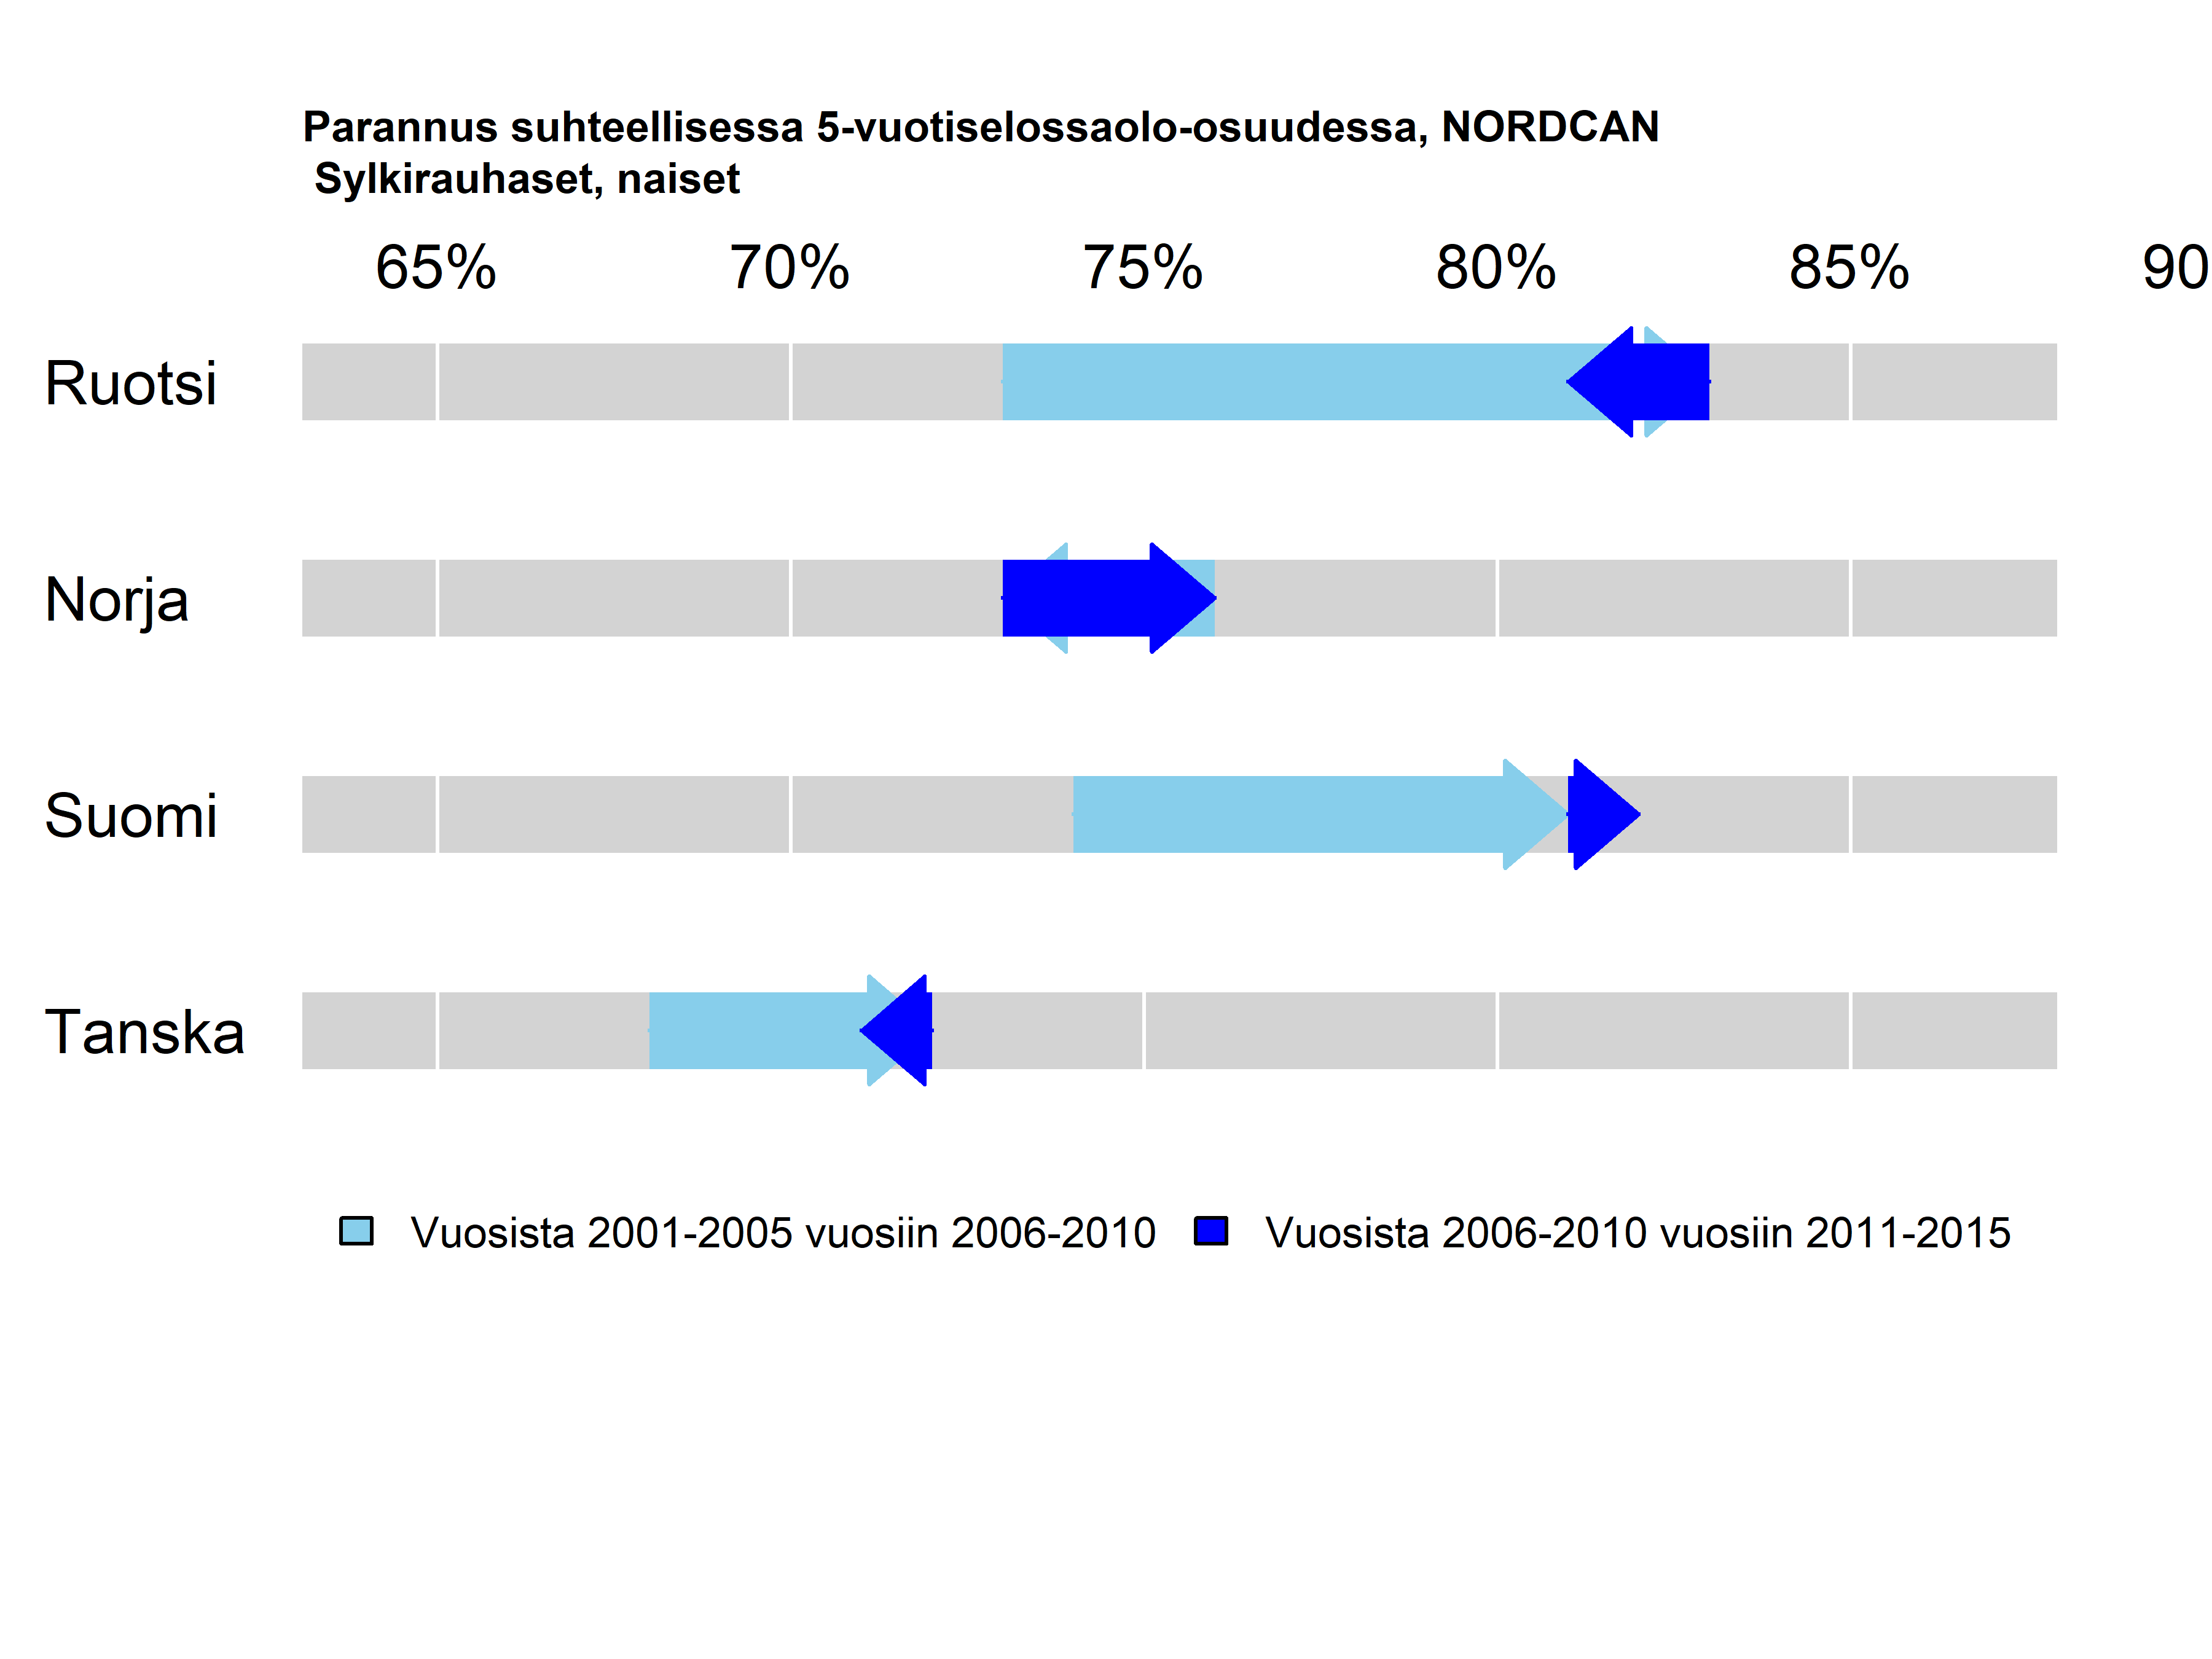 Parannus suhteellisessa 5-vuotiselossaolo-osuudessa, NORDCAN
Sylkirauhaset, naiset
65% 70% 75% 80% 85% 90
Ruotsi
Norja
Suomi
Tanska
Vuosista 2001-2005 vuosiin 2006-2010 Vuosista 2006-2010 vuosiin 2011-2015